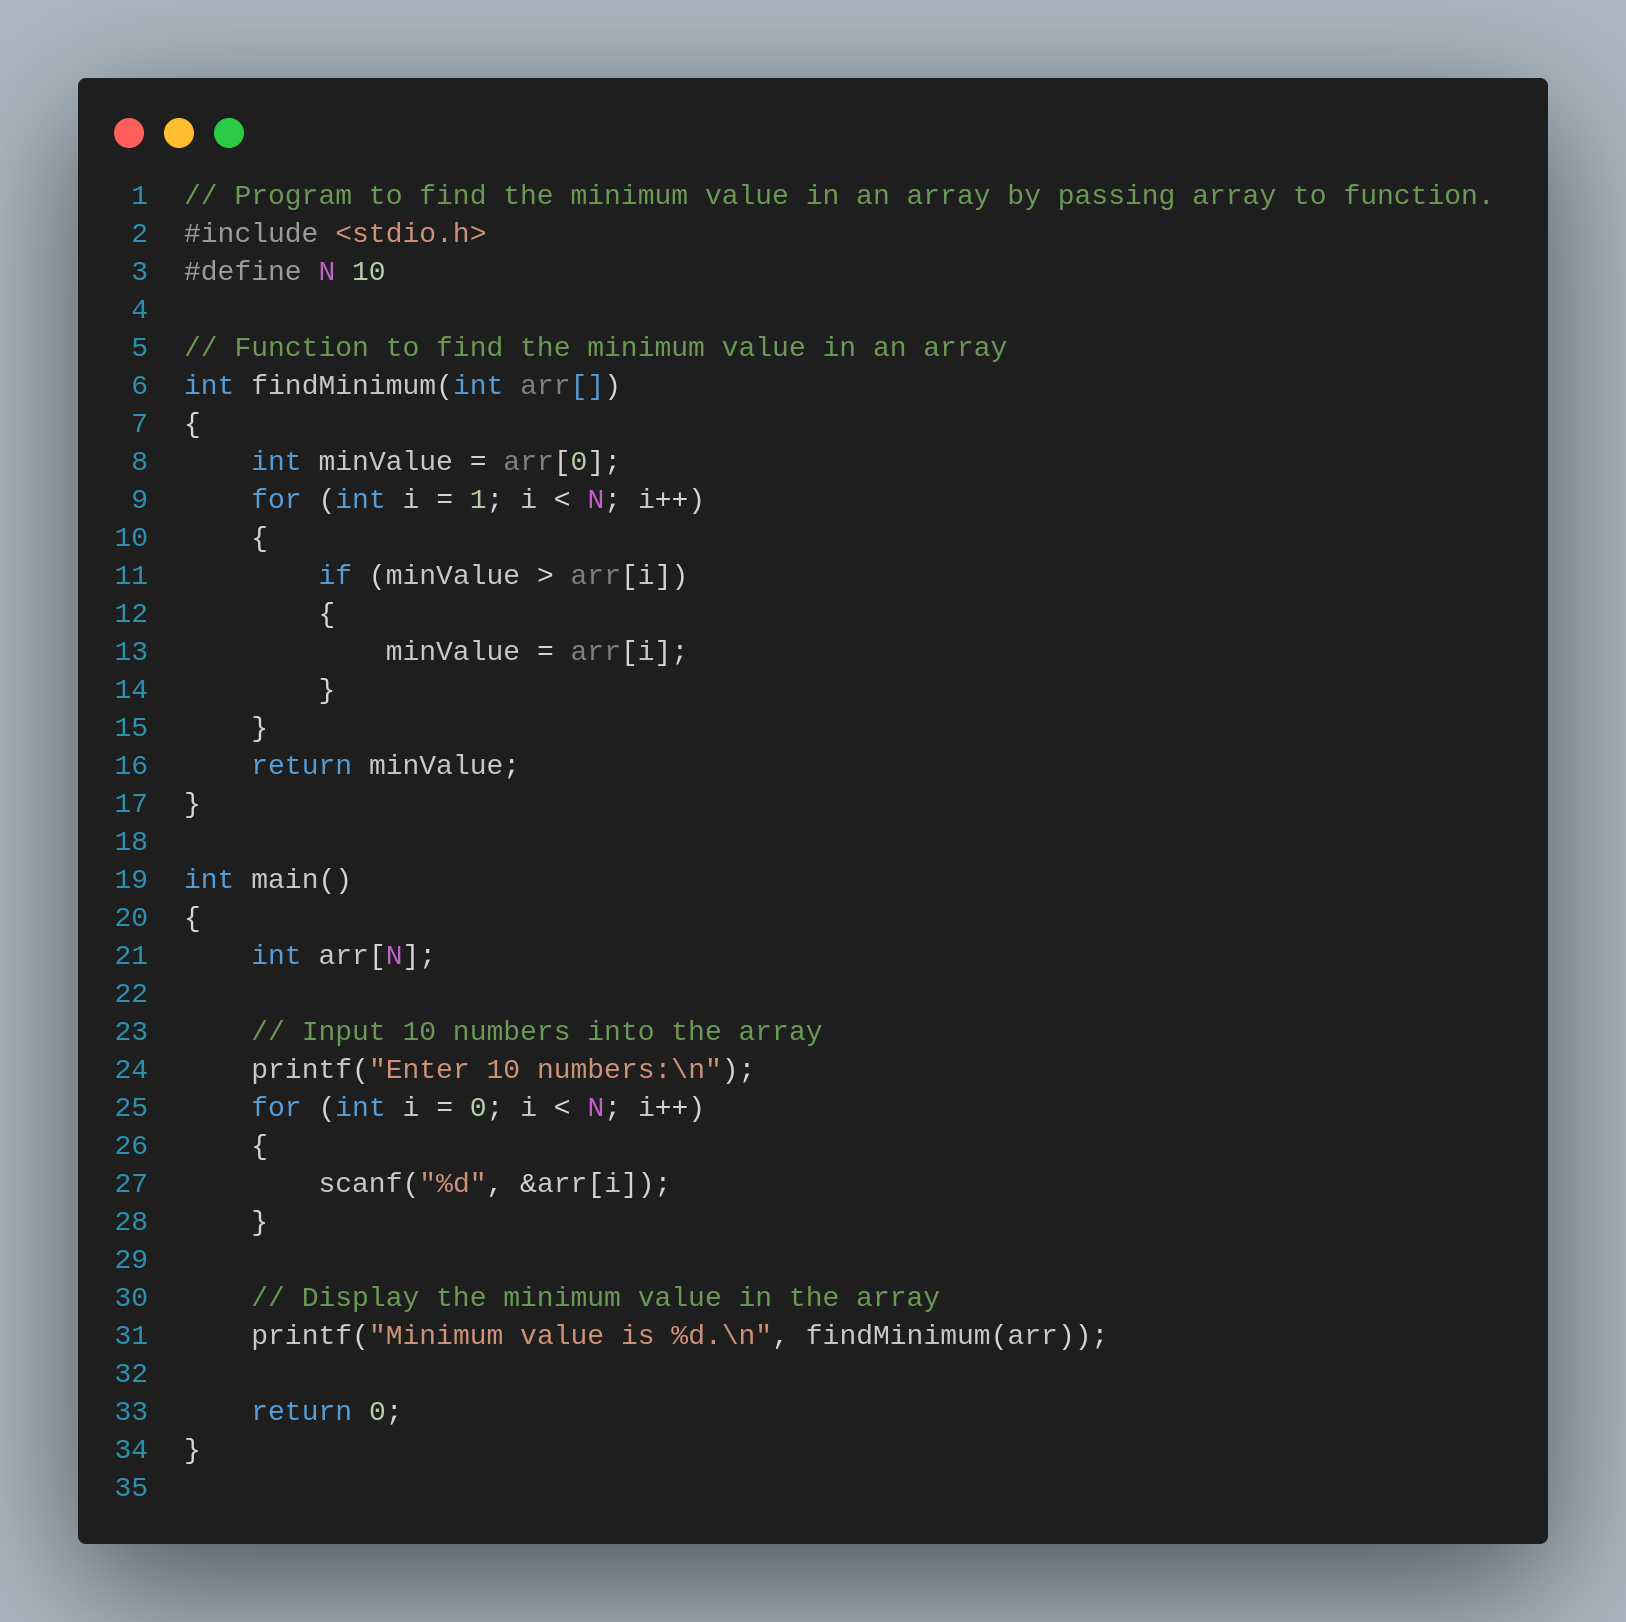 1 // Program to find the minimum value in an array by passing array to function.
2 #include <stdio.h>
3 #define N 10
4
5 // Function to find the minimum value in an array
6 int findMinimum(int arr[])
7 {
8     int minValue = arr[0];
9     for (int i = 1; i < N; i++)
10     {
11         if (minValue > arr[i])
12         {
13             minValue = arr[i];
14         }
15     }
16     return minValue;
17 }
18
19 int main()
20 {
21     int arr[N];
22
23     // Input 10 numbers into the array
24     printf("Enter 10 numbers:\n");
25     for (int i = 0; i < N; i++)
26     {
27         scanf("%d", &arr[i]);
28     }
29
30     // Display the minimum value in the array
31     printf("Minimum value is %d.\n", findMinimum(arr));
32
33     return 0;
34 }
35